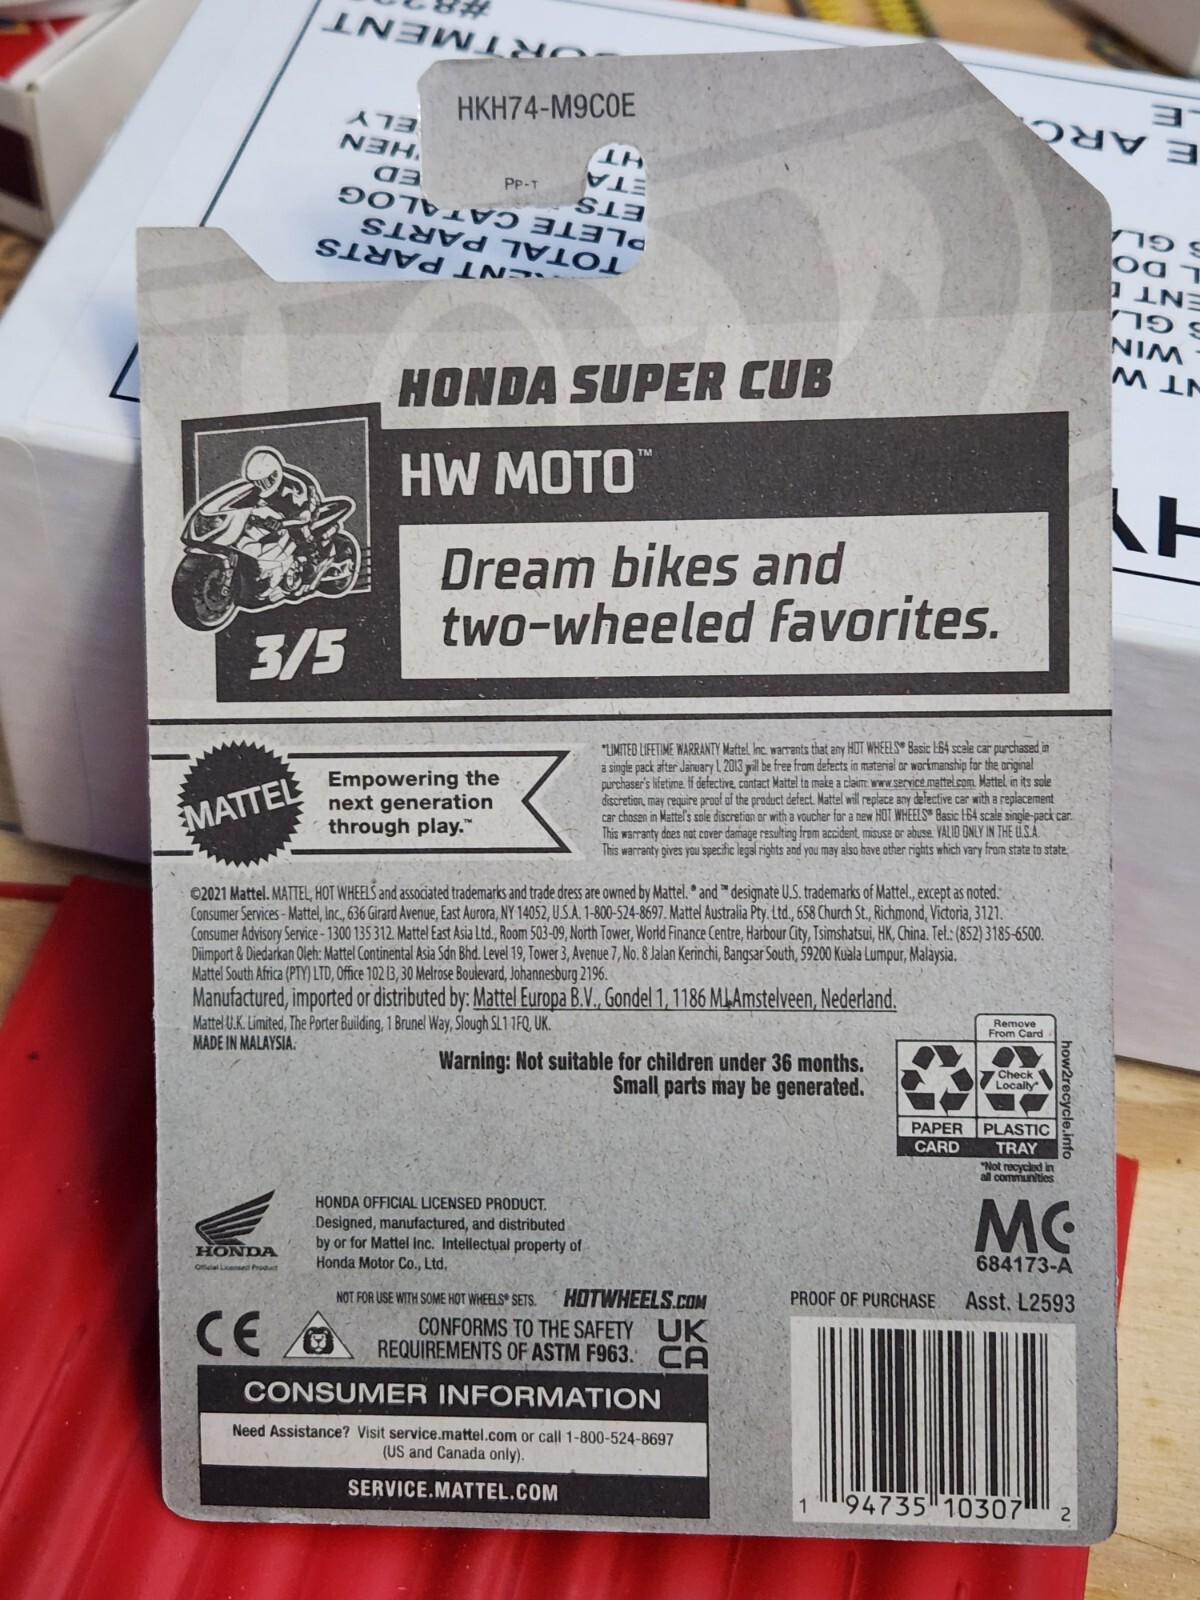 HKH74-M9C0E
Pp-T
HONDA SUPER CUB
HW MOTO™
Dream bikes and
two-wheeled favorites.
3/5
MATTEL
Empowering the
next generation
through play.™
*LIMITED LIFETIME WARRANTY Mattel, Inc. warrants that any HOT WHEELS® Basic 1:64 scale car purchased in
a single pack after January 1, 2013 will be free from defects in material or workmanship for the original
purchaser's lifetime. If defective, contact Mattel to make a claim: www.service.mattel.com. Mattel, in its sole
discretion, may require proof of the product defect. Mattel will replace any defective car with a replacement
car chosen in Mattel's sole discretion or with a voucher for a new HOT WHEELS® Basic 1:64 scale single-pack car.
This warranty does not cover damage resulting from accident, misuse or abuse. VALID ONLY IN THE U.S.A.
This warranty gives you specific legal rights and you may also have other rights which vary from state to state.
©2021 Mattel. MATTEL, HOT WHEELS and associated trademarks and trade dress are owned by Mattel. ® and ™ designate U.S. trademarks of Mattel., except as noted.
Consumer Services - Mattel, Inc., 636 Girard Avenue, East Aurora, NY 14052, U.S.A. 1-800-524-8697. Mattel Australia Pty. Ltd., 658 Church St., Richmond, Victoria, 3121.
Consumer Advisory Service - 1300 135 312. Mattel East Asia Ltd., Room 503-09, North Tower, World Finance Centre, Harbour City, Tsimshatsui, HK, China. Tel.: (852) 3185-6500.
Diimport & Diedarkan Oleh: Mattel Continental Asia Sdn Bhd. Level 19, Tower 3, Avenue 7, No. 8 Jalan Kerinchi, Bangsar South, 59200 Kuala Lumpur, Malaysia.
Mattel South Africa (PTY) LTD, Office 102 I3, 30 Melrose Boulevard, Johannesburg 2196.
Manufactured, imported or distributed by: Mattel Europa B.V., Gondel 1, 1186 MJ Amstelveen, Nederland.
Mattel U.K. Limited, The Porter Building, 1 Brunel Way, Slough SL1 1FQ, UK.
MADE IN MALAYSIA.
Warning: Not suitable for children under 36 months.
Small parts may be generated.
Remove
From Card
Check
Locally*
PAPER
PLASTIC
CARD
TRAY
how2recycle.info
*Not recycled in
all communities
HONDA
Official Licensed Product
HONDA OFFICIAL LICENSED PRODUCT.
Designed, manufactured, and distributed
by or for Mattel Inc. Intellectual property of
Honda Motor Co., Ltd.
MC
684173-A
NOT FOR USE WITH SOME HOT WHEELS® SETS.
HOTWHEELS.COM
PROOF OF PURCHASE
Asst. L2593
CE
CONFORMS TO THE SAFETY
REQUIREMENTS OF ASTM F963.
UK
CA
CONSUMER INFORMATION
Need Assistance? Visit service.mattel.com or call 1-800-524-8697
(US and Canada only).
SERVICE.MATTEL.COM
1 94735 10307 2
TOTAL PARTS
CATALOG